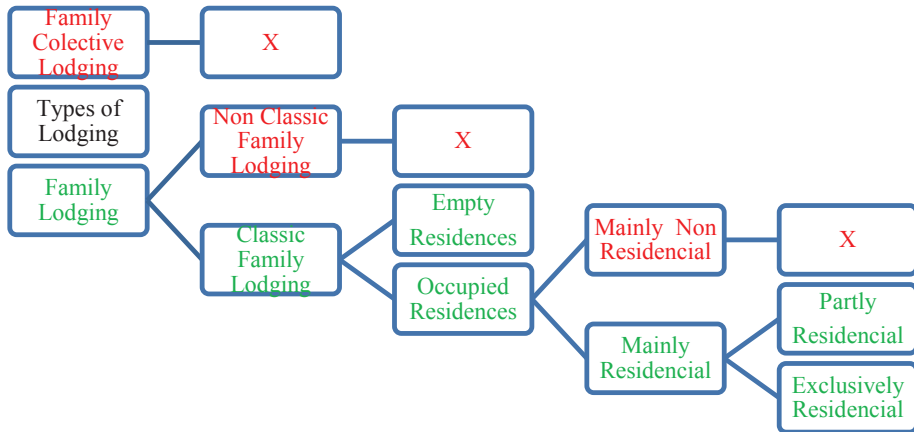 Family
Colective
Lodging
X
Types of
Lodging
Non Classic
Family
Lodging
X
Family
Lodging
Classic
Family
Lodging
Empty
Residences
Occupied
Residences
Mainly Non
Residencial
X
Mainly
Residencial
Partly
Residencial
Exclusively
Residencial